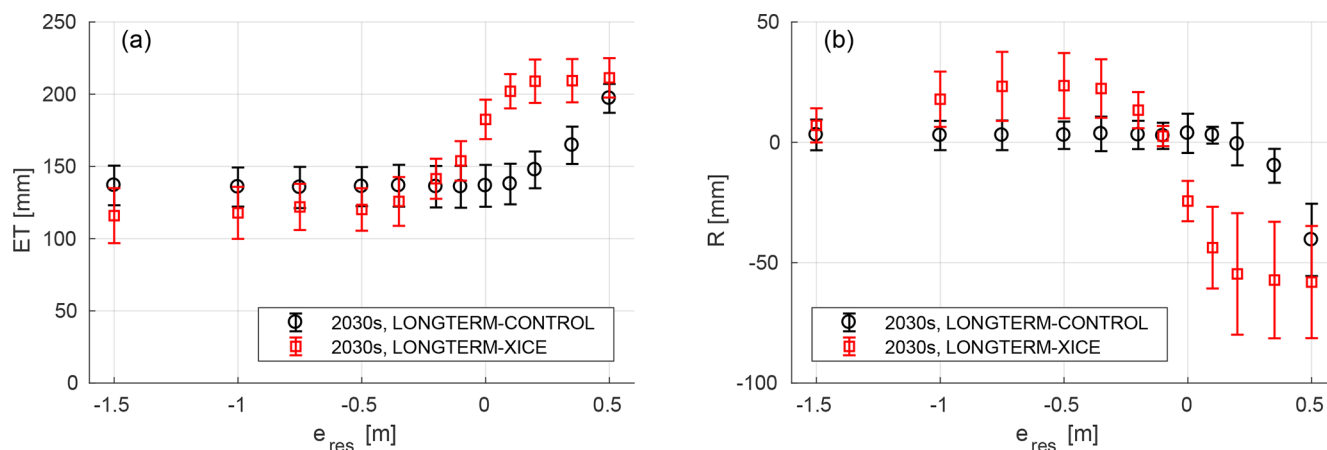 (a)
ET [mm]
250
200
150
100
50
0
-1.5
-1
-0.5
0
0.5
e_res [m]
2030s, LONGTERM-CONTROL
2030s, LONGTERM-XICE
(b)
R [mm]
50
0
-50
-100
-1.5
-1
-0.5
0
0.5
e_res [m]
2030s, LONGTERM-CONTROL
2030s, LONGTERM-XICE